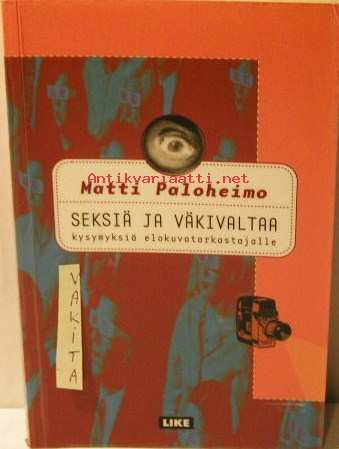 Antikvariaatti.net
Matti Paloheimo
SEKSIÄ JA VÄKIVALTAA
kysymyksiä elokuvatarkastajalle
VAKITA
LIKE